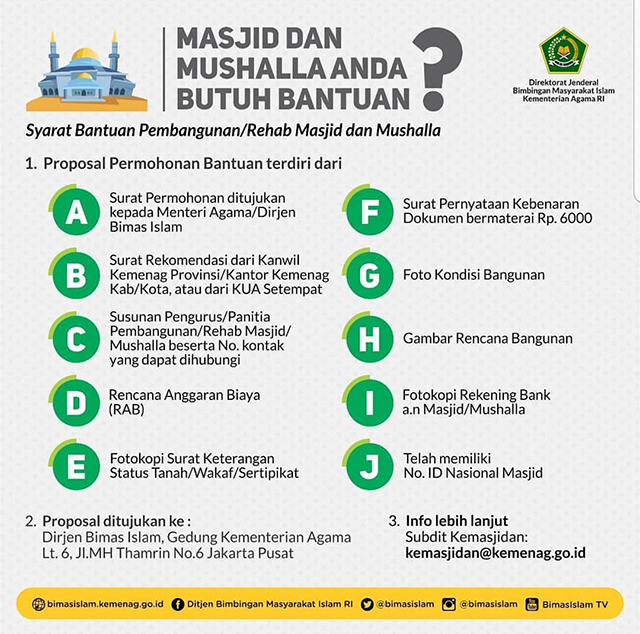 MASJID DAN
MUSHALLA ANDA
BUTUH BANTUAN ?
Direktorat Jenderal
Bimbingan Masyarakat Islam
Kementerian Agama RI
Syarat Bantuan Pembangunan/Rehab Masjid dan Mushalla
1. Proposal Permohonan Bantuan terdiri dari
A
Surat Permohonan ditujukan
kepada Menteri Agama/Dirjen
Bimas Islam
B
Surat Rekomendasi dari Kanwil
Kemenag Provinsi/Kantor Kemenag
Kab/Kota, atau dari KUA Setempat
C
Susunan Pengurus/Panitia
Pembangunan/Rehab Masjid/
Mushalla beserta No. kontak
yang dapat dihubungi
D
Rencana Anggaran Biaya
(RAB)
E
Fotokopi Surat Keterangan
Status Tanah/Wakaf/Sertipikat
F
Surat Pernyataan Kebenaran
Dokumen bermaterai Rp. 6000
G
Foto Kondisi Bangunan
H
Gambar Rencana Bangunan
I
Fotokopi Rekening Bank
a.n Masjid/Mushalla
J
Telah memiliki
No. ID Nasional Masjid
2. Proposal ditujukan ke :
Dirjen Bimas Islam, Gedung Kementerian Agama
Lt. 6, Jl.MH Thamrin No.6 Jakarta Pusat
3. Info lebih lanjut
Subdit Kemasjidan:
kemasjidan@kemenag.go.id
bimasislam.kemenag.go.id Ditjen Bimbingan Masyarakat Islam RI @bimasislam @bimasislam BimasIslam TV